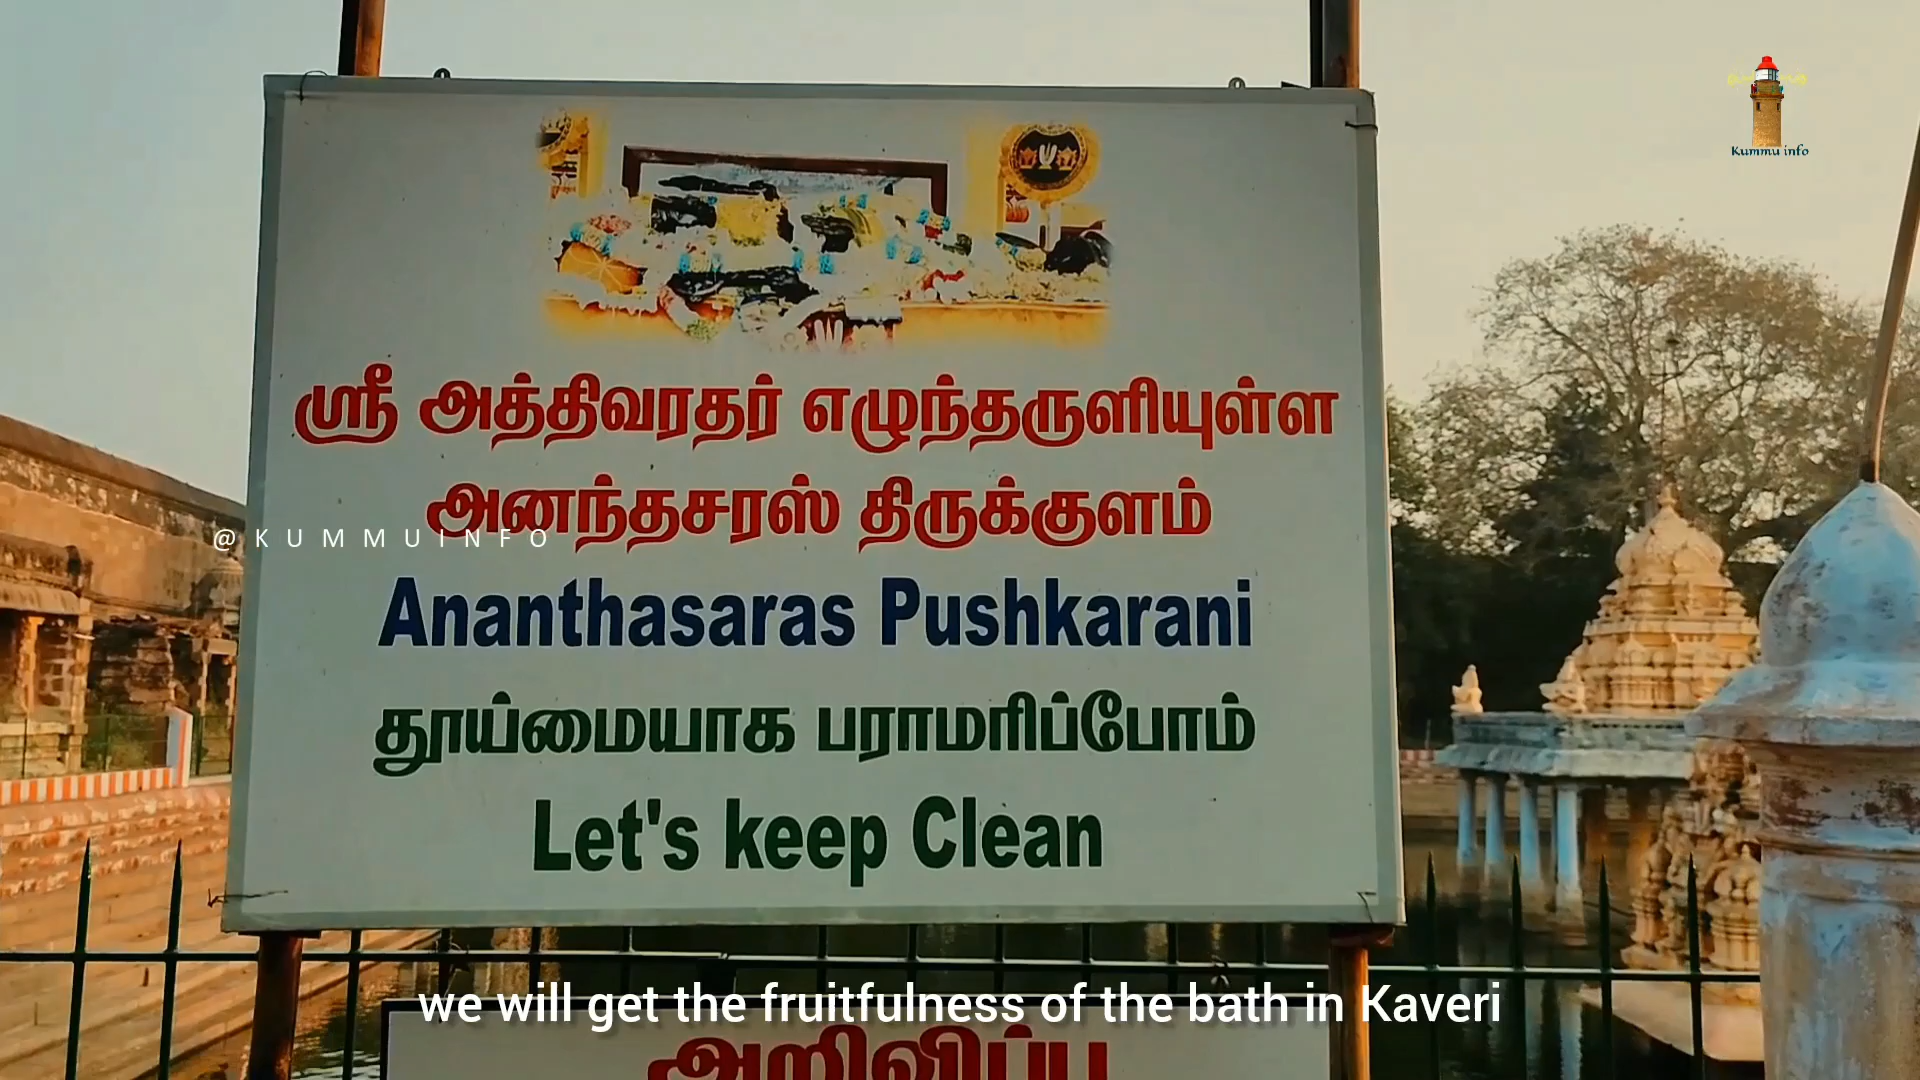 Kummu info
ஸ்ரீ அத்திவரதர் எழுந்தருளியுள்ள
அனந்தசரஸ் திருக்குளம்
@KUMMUINFO
Ananthasaras Pushkarani
தூய்மையாக பராமரிப்போம்
Let's keep Clean
we will get the fruitfulness of the bath in Kaveri